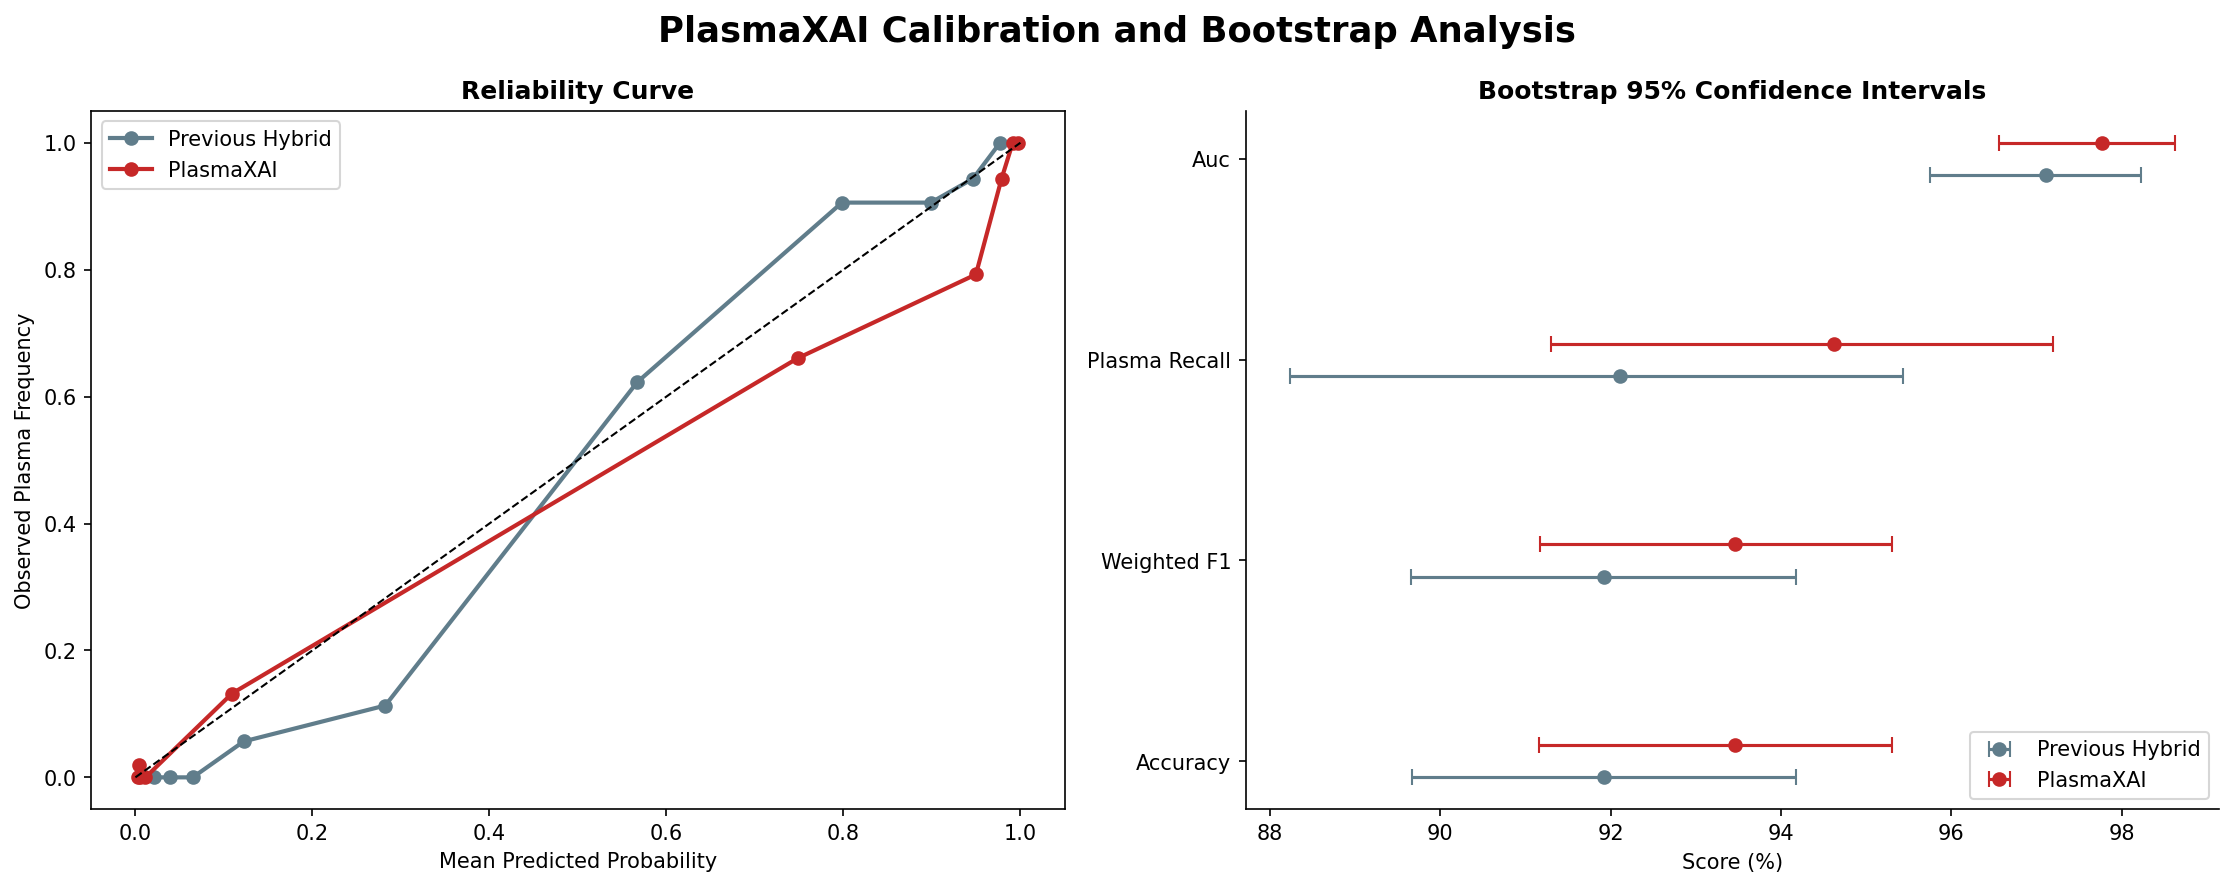 PlasmaXAI Calibration and Bootstrap Analysis
Reliability Curve
Previous Hybrid
PlasmaXAI
1.0
0.8
0.6
0.4
0.2
0.0
Observed Plasma Frequency
0.0 0.2 0.4 0.6 0.8 1.0
Mean Predicted Probability
Bootstrap 95% Confidence Intervals
Auc
Plasma Recall
Weighted F1
Accuracy
Previous Hybrid
PlasmaXAI
88 90 92 94 96 98
Score (%)